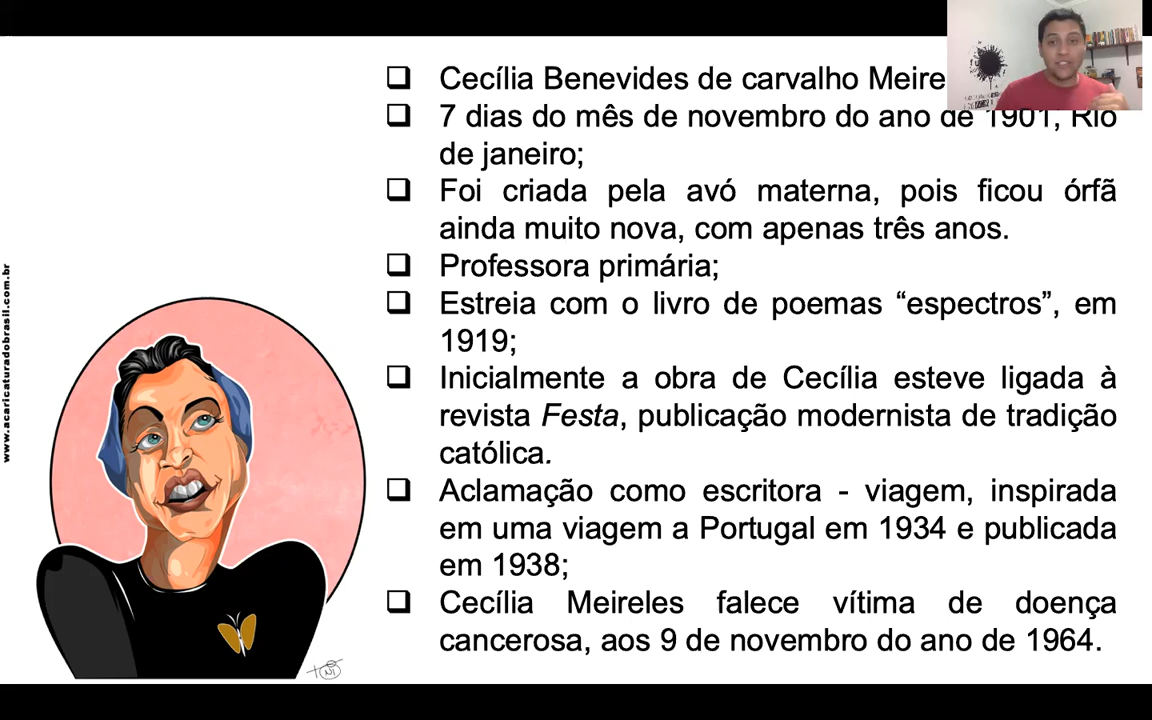 Cecília Benevides de carvalho Meire
7 dias do mês de novembro do ano de 1901, Rio
de janeiro;
Foi criada pela avó materna, pois ficou órfã
ainda muito nova, com apenas três anos.
Professora primária;
Estreia com o livro de poemas “espectros”, em
1919;
Inicialmente a obra de Cecília esteve ligada à
revista Festa, publicação modernista de tradição
católica.
Aclamação como escritora - viagem, inspirada
em uma viagem a Portugal em 1934 e publicada
em 1938;
Cecília Meireles falece vítima de doença
cancerosa, aos 9 de novembro do ano de 1964.
www.acaricaturadobrasil.com.br